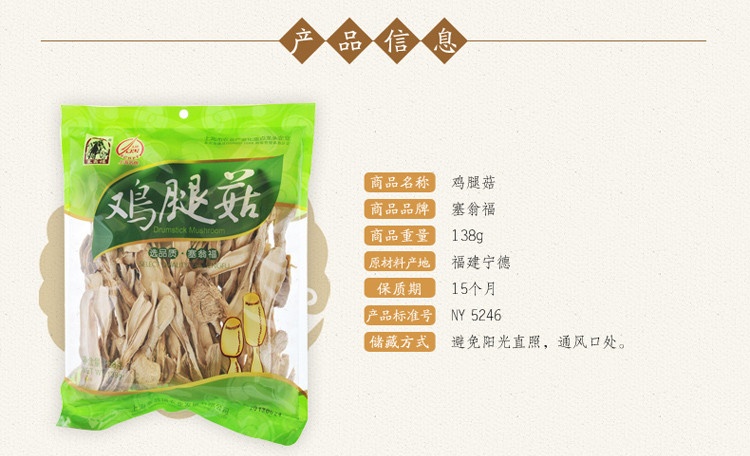 产品信息
鸡腿菇
Drumstick Mushroom
选品质·塞翁福
商品名称 鸡腿菇
商品品牌 塞翁福
商品重量 138g
原材料产地 福建宁德
保质期 15个月
产品标准号 NY 5246
储藏方式 避免阳光直照，通风口处。